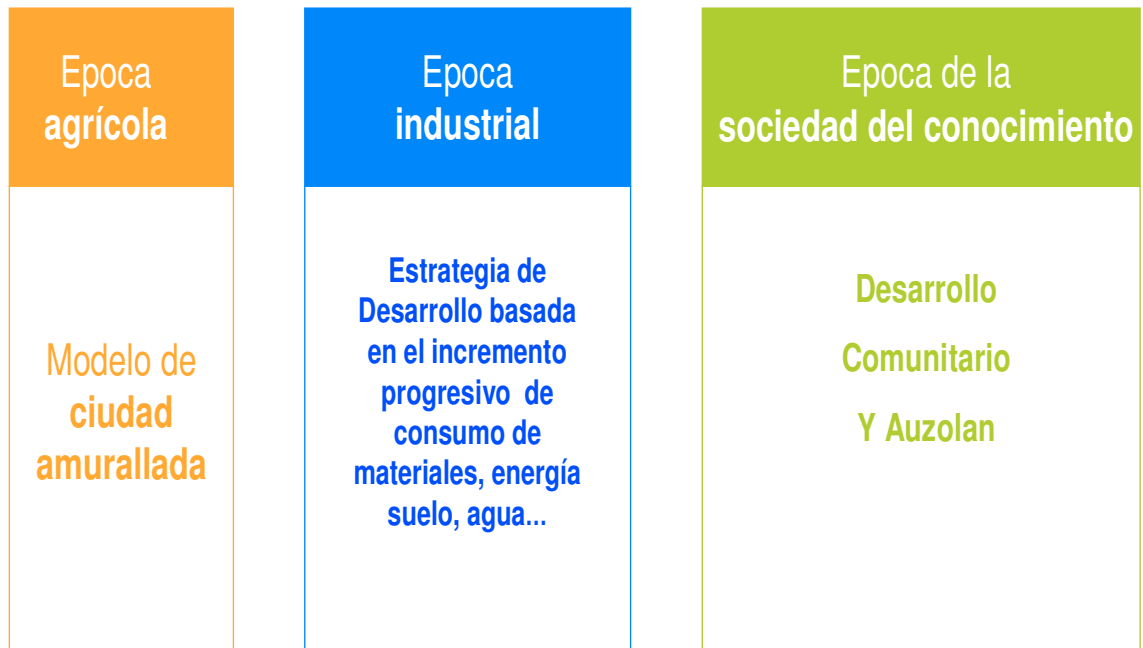 Epoca
agrícola
Modelo de
ciudad
amurallada
Epoca
industrial
Estrategia de
Desarrollo basada
en el incremento
progresivo de
consumo de
materiales, energía
suelo, agua...
Epoca de la
sociedad del conocimiento
Desarrollo
Comunitario
Y Auzolan